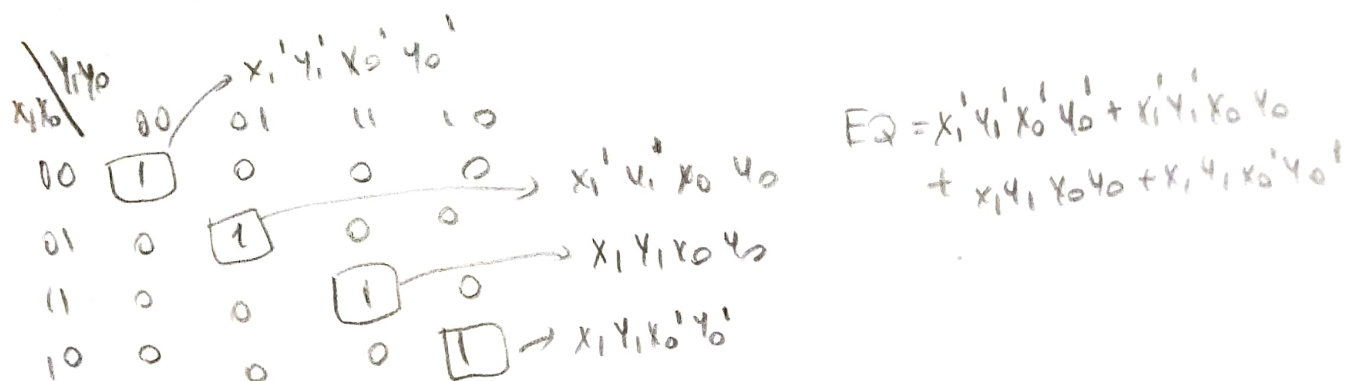 x₁'y₁'x₀'y₀'
x₁x₀ \ y₁y₀ 00 01 11 10
00 1 0 0 0 x₁'y₁'x₀y₀
01 0 1 0 0
x₁y₁x₀y₀
11 0 0 1 0
10 0 0 0 1 x₁y₁x₀'y₀'
EQ = x₁'y₁'x₀'y₀' + x₁'y₁'x₀y₀
+ x₁y₁x₀y₀ + x₁y₁x₀'y₀'